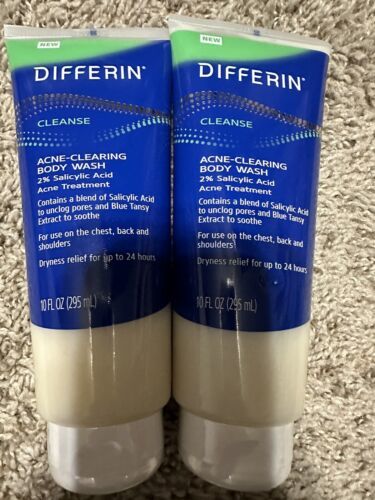 NEW
DIFFERIN®
CLEANSE
ACNE-CLEARING
BODY WASH
2% Salicylic Acid
Acne Treatment
Contains a blend of Salicylic Acid
to unclog pores and Blue Tansy
Extract to soothe
For use on the chest, back and
shoulders
Dryness relief for up to 24 hours
10 FL OZ (295 mL)
NEW
DIFFERIN®
CLEANSE
ACNE-CLEARING
BODY WASH
2% Salicylic Acid
Acne Treatment
Contains a blend of Salicylic Acid
to unclog pores and Blue Tansy
Extract to soothe
For use on the chest, back and
shoulders
Dryness relief for up to 24 hours
10 FL OZ (295 mL)